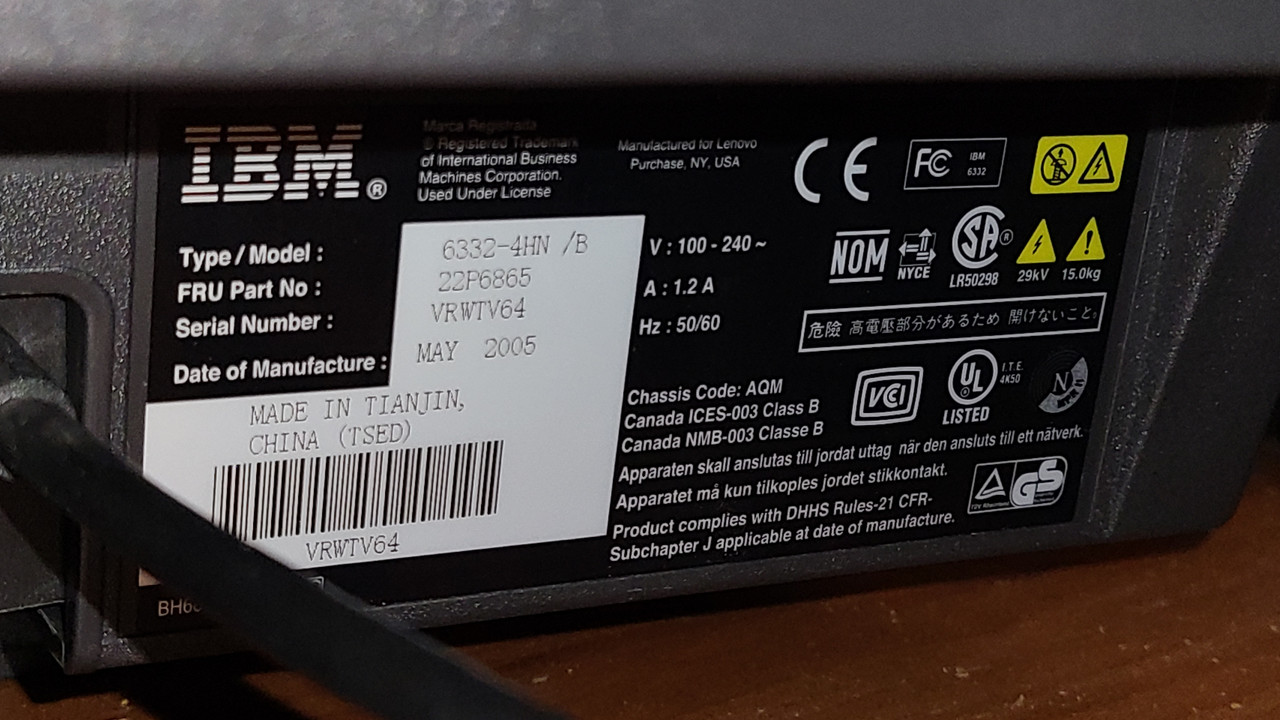 IBM®
Marca Registrada
® Registered Trademark
of International Business
Machines Corporation.
Used Under License
Manufactured for Lenovo
Purchase, NY, USA
CE
FC IBM
6332
Type / Model : 6332-4HN /B
FRU Part No : 22P6865
Serial Number : VRWTV64
Date of Manufacture : MAY 2005
MADE IN TIANJIN,
CHINA (TSED)
VRWTV64
V : 100 - 240 ~
A : 1.2 A
Hz : 50/60
NOM
NYCE
SA ®
LR50298
29kV
15.0kg
危険 高電壓部分があるため 開けないこと。
Chassis Code: AQM
Canada ICES-003 Class B
Canada NMB-003 Classe B
VCI
UL
LISTED
I.T.E.
4K50
N
Apparaten skall anslutas till jordat uttag när den ansluts till ett nätverk.
Apparatet må kun tilkoples jordet stikkontakt.
Product complies with DHHS Rules-21 CFR-
Subchapter J applicable at date of manufacture.
TÜV Rheinland
GS